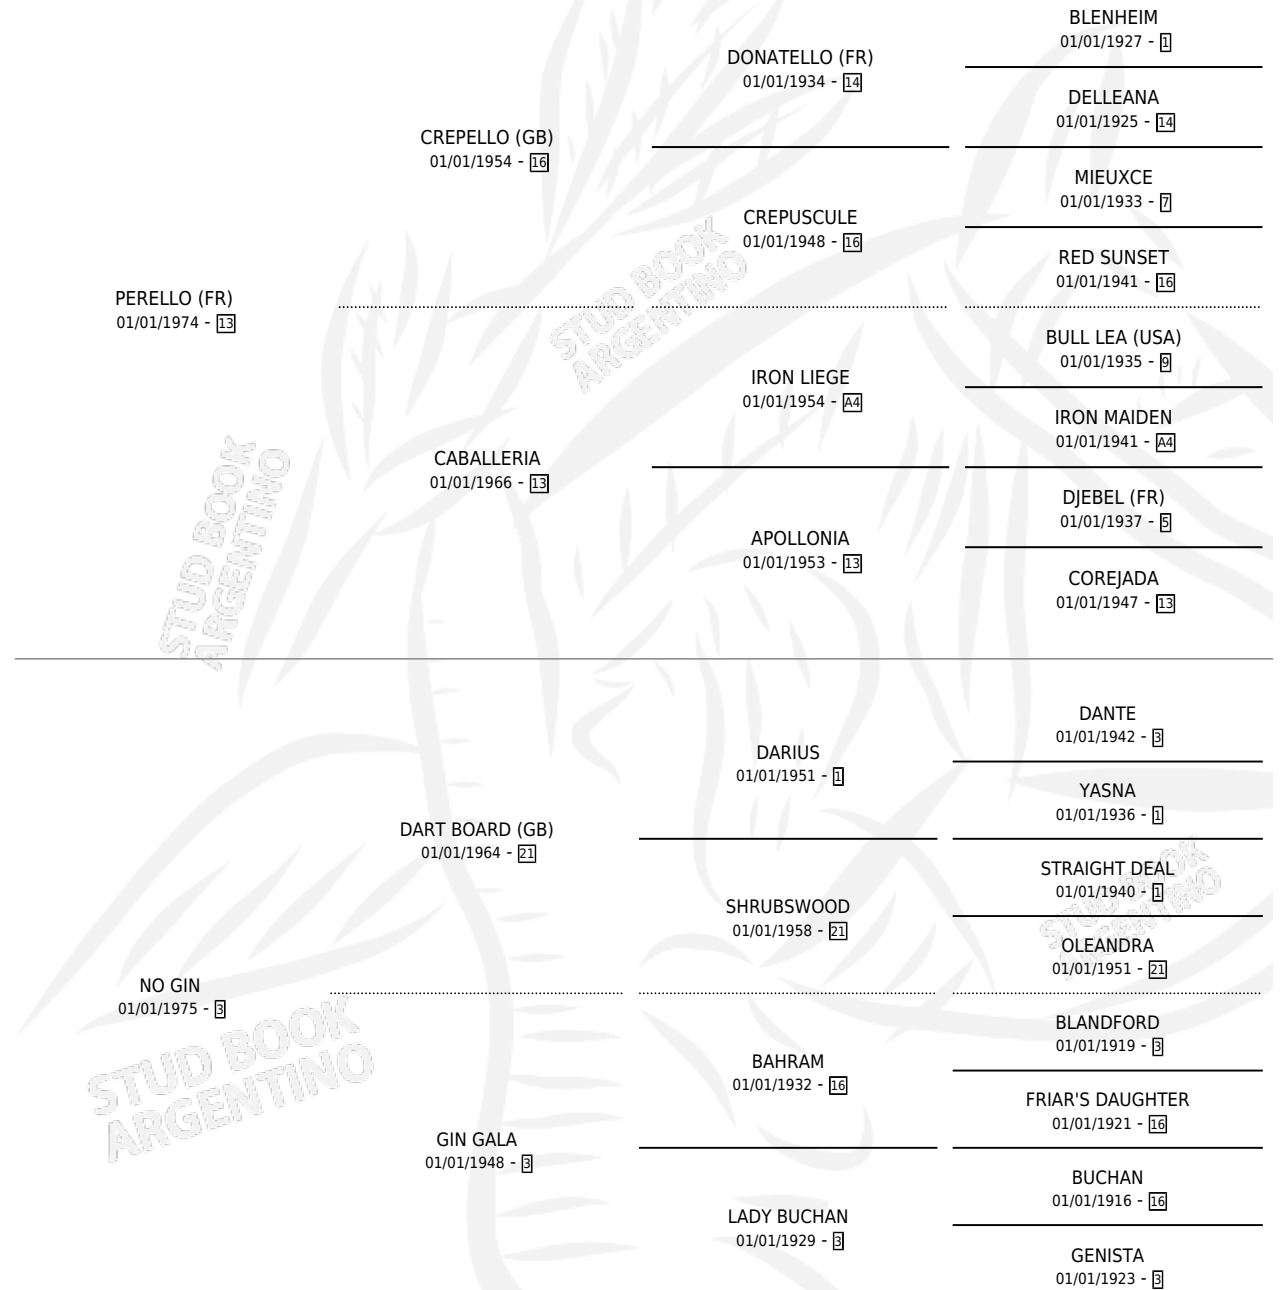 BLENHEIM
01/01/1927 - 1
DONATELLO (FR)
01/01/1934 - 14
DELLEANA
01/01/1925 - 14
CREPELLO (GB)
01/01/1954 - 16
MIEUXCE
01/01/1933 - 7
CREPUSCULE
01/01/1948 - 16
RED SUNSET
01/01/1941 - 16
PERELLO (FR)
01/01/1974 - 13
STUD BOOK
ARGENTINO
BULL LEA (USA)
01/01/1935 - 9
IRON LIEGE
01/01/1954 - A4
IRON MAIDEN
01/01/1941 - A4
CABALLERIA
01/01/1966 - 13
DJEBEL (FR)
01/01/1937 - 5
APOLLONIA
01/01/1953 - 13
COREJADA
01/01/1947 - 13
STUD BOOK
ARGENTINO
DANTE
01/01/1942 - 3
DARIUS
01/01/1951 - 1
YASNA
01/01/1936 - 1
DART BOARD (GB)
01/01/1964 - 21
STRAIGHT DEAL
01/01/1940 - 1
STUD BOOK
ARGENTINO
SHRUBSWOOD
01/01/1958 - 21
OLEANDRA
01/01/1951 - 21
NO GIN
01/01/1975 - 3
STUD BOOK
ARGENTINO
BLANDFORD
01/01/1919 - 3
BAHRAM
01/01/1932 - 16
FRIAR'S DAUGHTER
01/01/1921 - 16
GIN GALA
01/01/1948 - 3
BUCHAN
01/01/1916 - 16
LADY BUCHAN
01/01/1929 - 3
GENISTA
01/01/1923 - 3